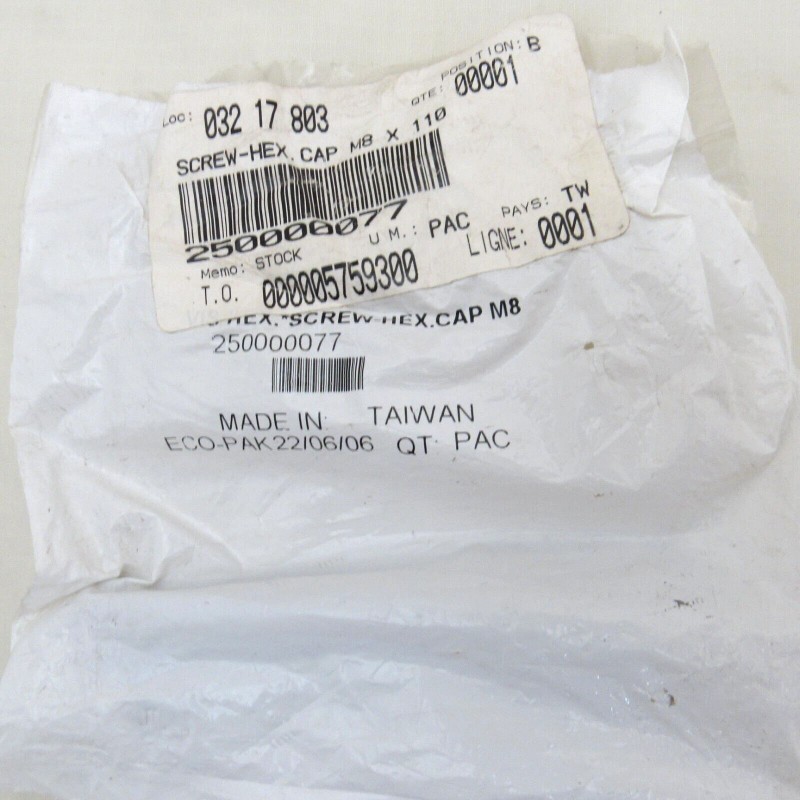 LOC: 032 17 803 QTE: 00001 POSITION: B
SCREW-HEX.CAP M8 X 110
250000077 U M.: PAC PAYS: TW
Memo: STOCK
T.O. 000005759300 LIGNE: 0001
HEX,*SCREW-HEX.CAP M8
250000077
MADE IN: TAIWAN
ECO-PAK22/06/06 QT: PAC